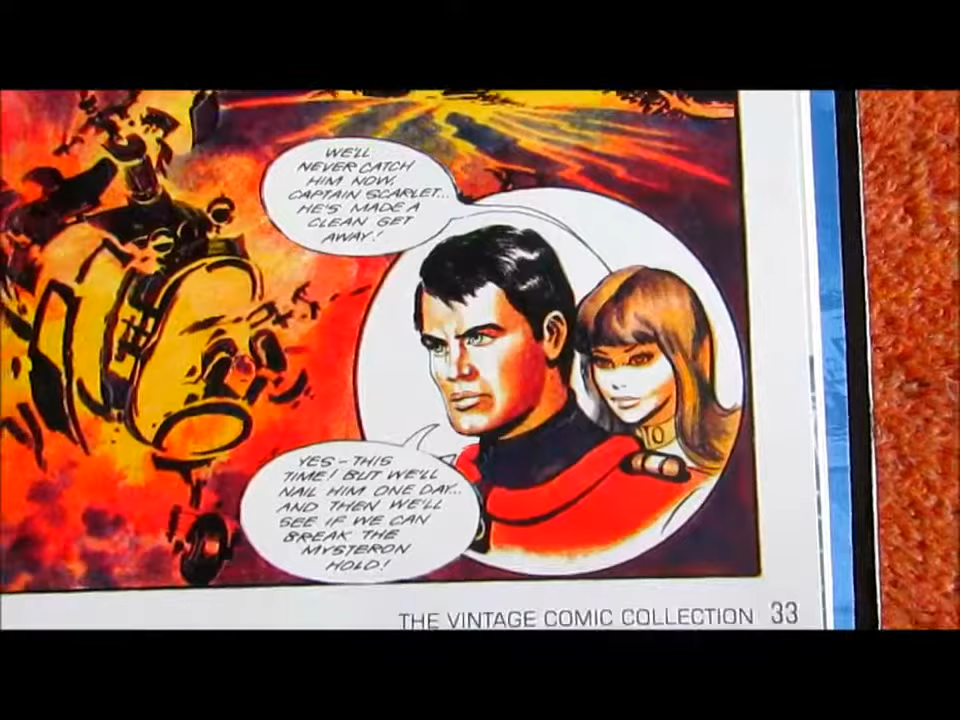 WE'LL
NEVER CATCH
HIM NOW,
CAPTAIN SCARLET...
HE'S MADE A
CLEAN GET
AWAY!
YES - THIS
TIME! BUT WE'LL
NAIL HIM ONE DAY...
AND THEN WE'LL
SEE IF WE CAN
BREAK THE
MYSTERON
HOLD!
THE VINTAGE COMIC COLLECTION 33